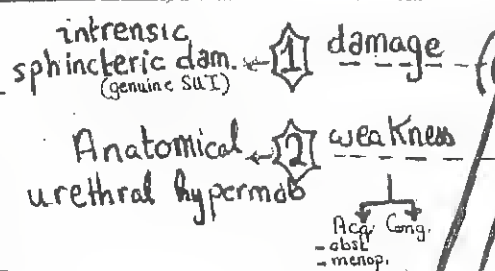 intrensic
sphincteric dam. ← 1 damage
(genuine SUI)
Anatomical ← 2 weakness
urethral hypermob
Acq. Cong.
- obst
- menop.